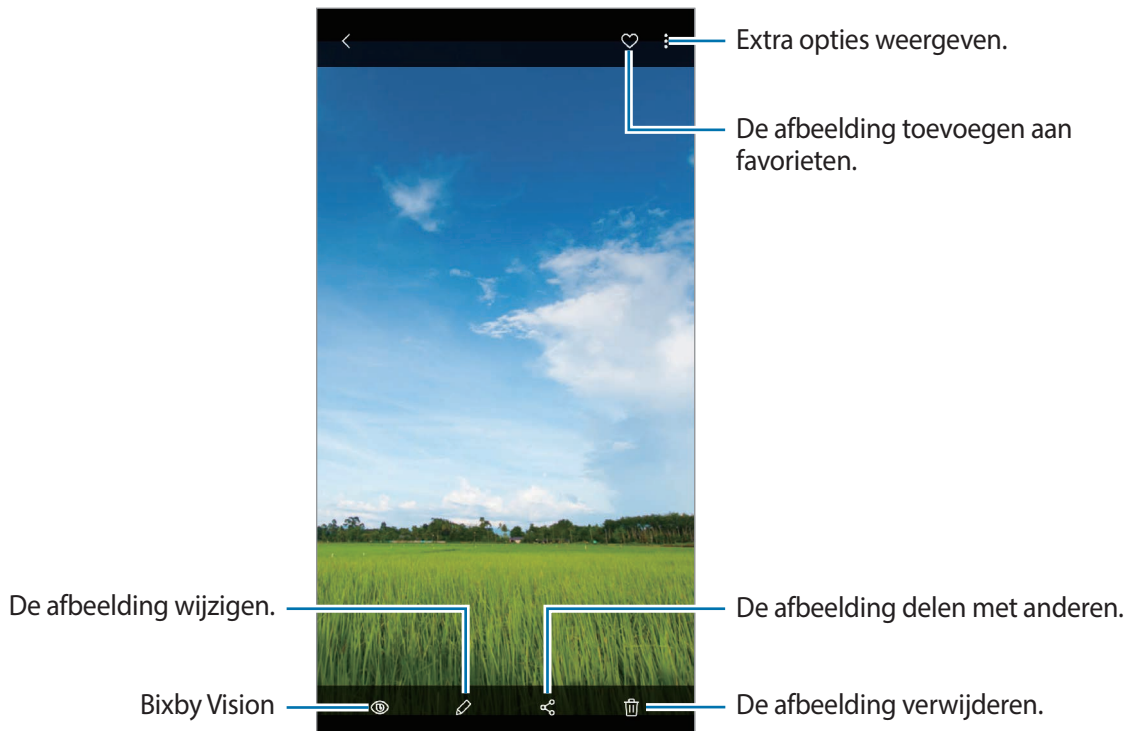 Extra opties weergeven.
De afbeelding toevoegen aan
favorieten.
De afbeelding wijzigen.
De afbeelding delen met anderen.
Bixby Vision
De afbeelding verwijderen.